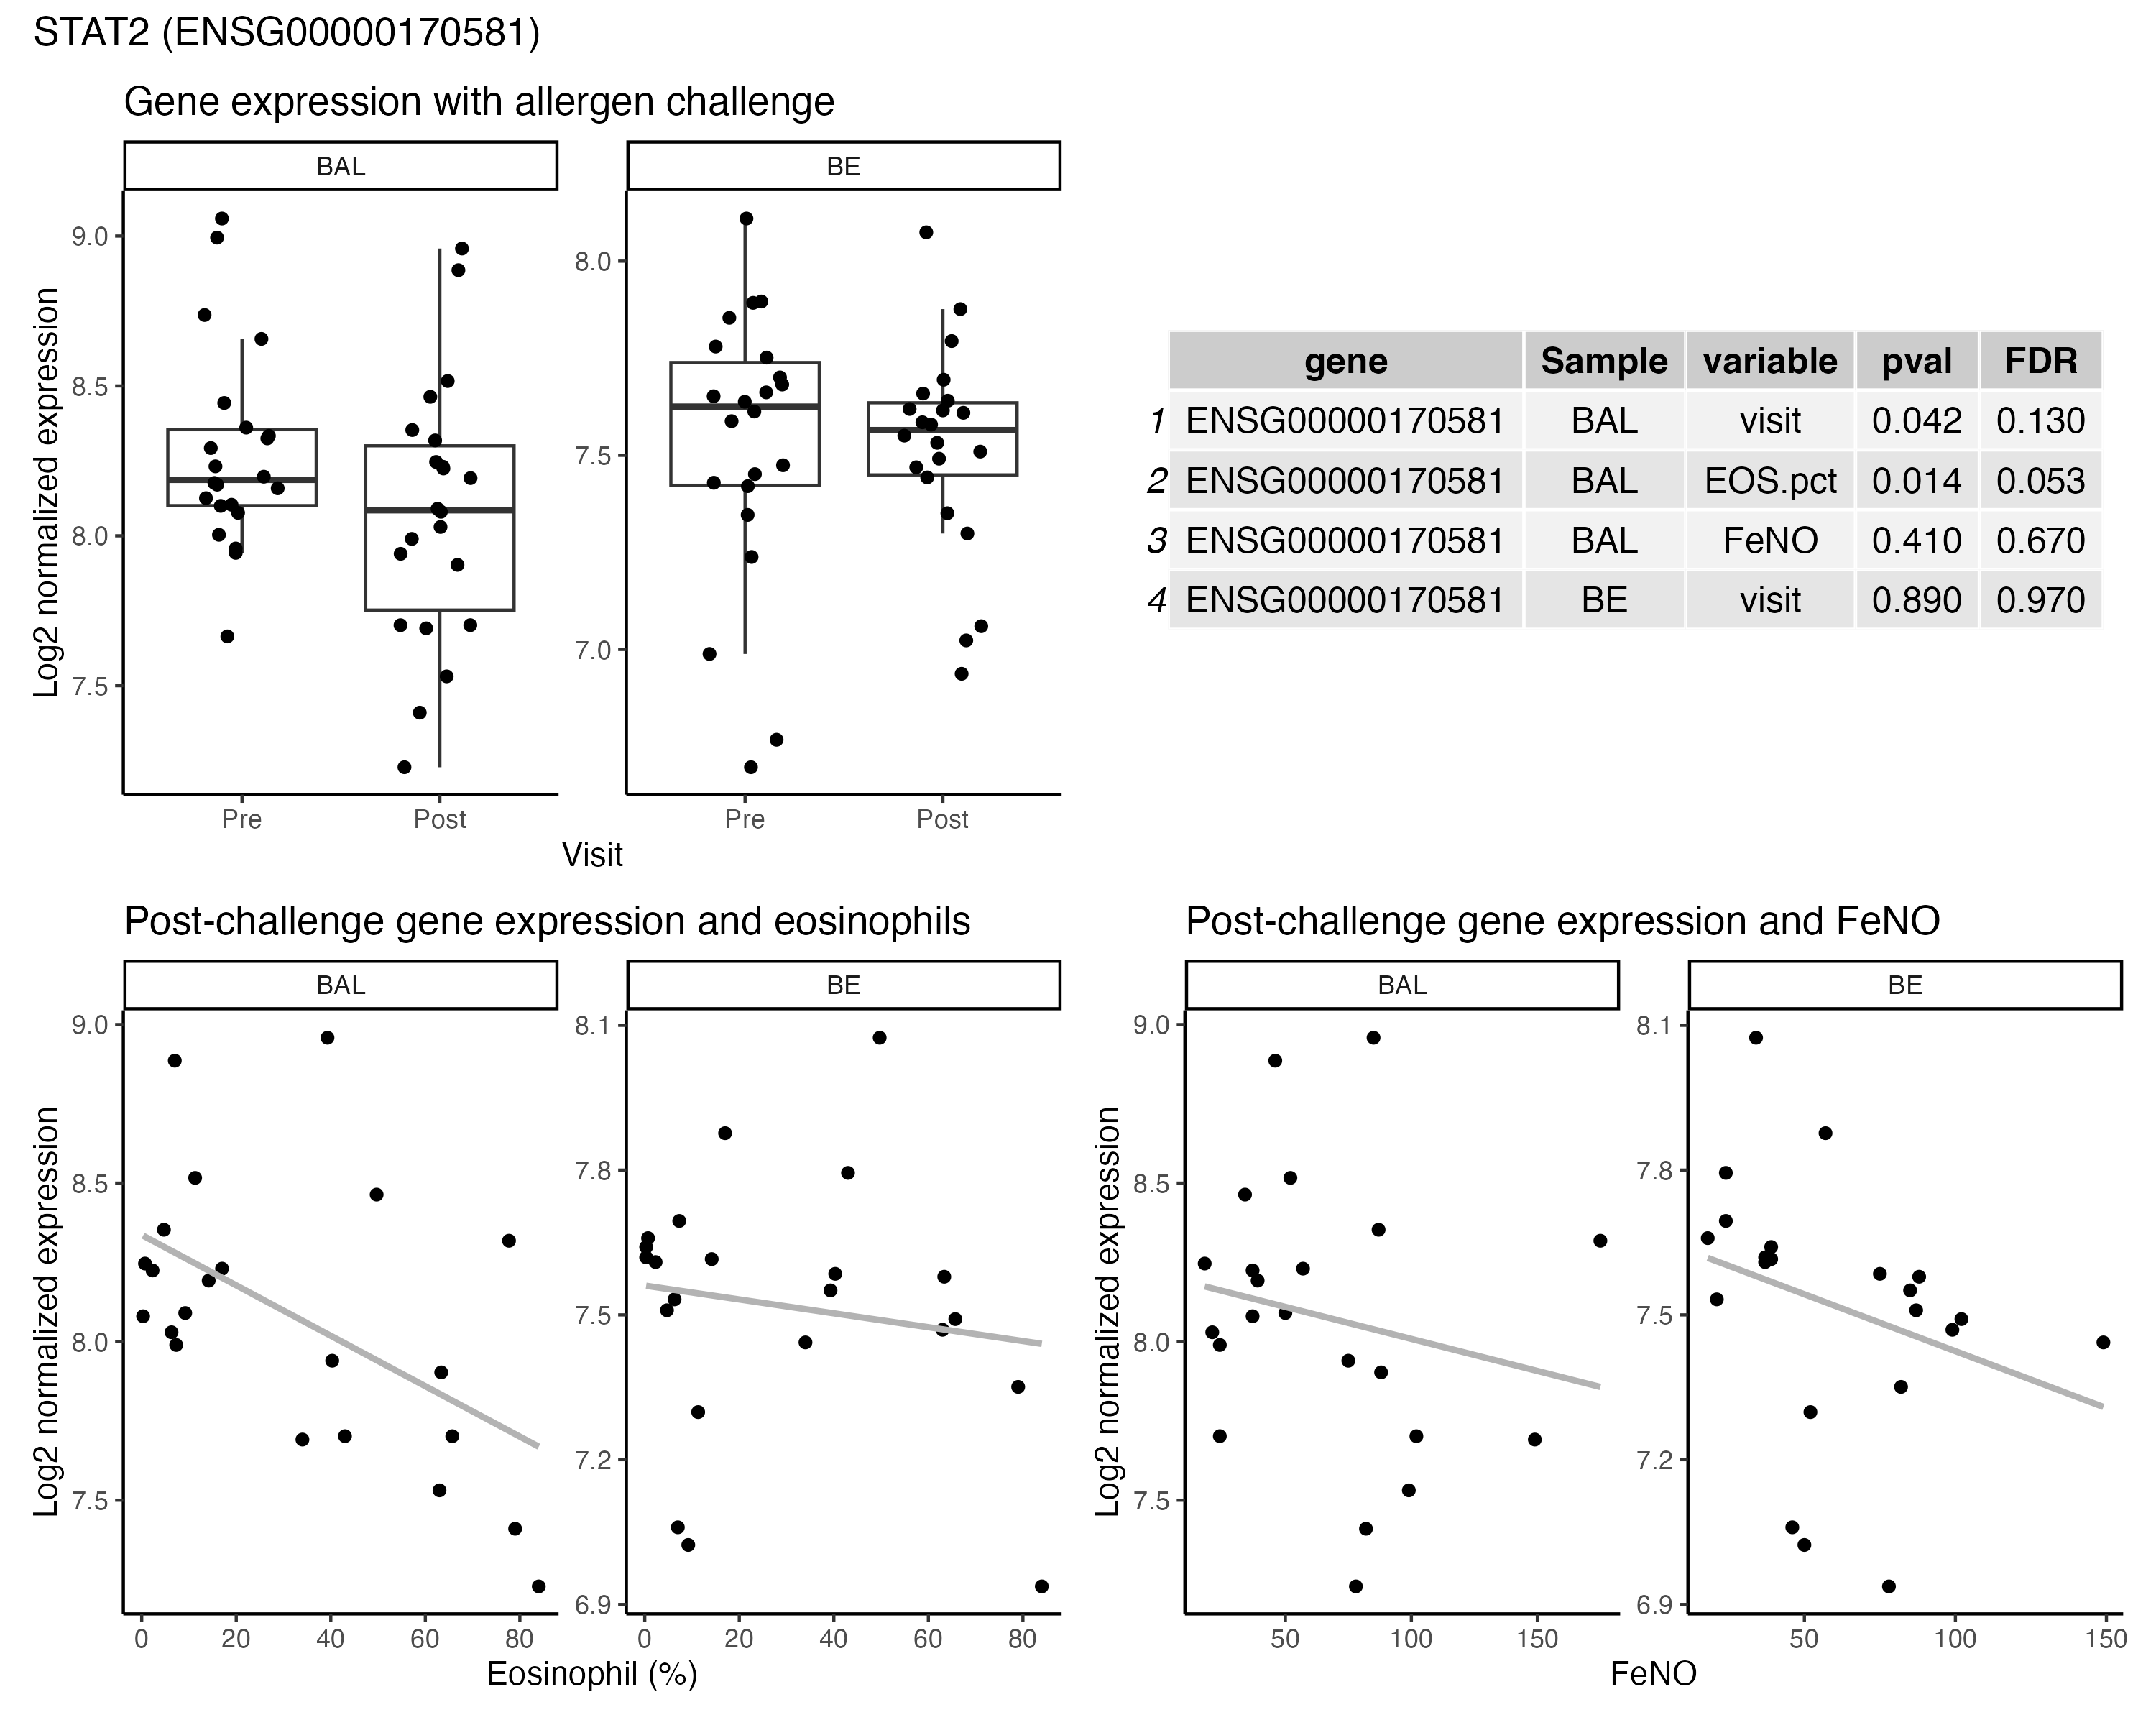 STAT2 (ENSG00000170581)
Gene expression with allergen challenge
BAL
BE
Log2 normalized expression
9.0
8.5
8.0
7.5
8.0
7.5
7.0
Pre
Post
Pre
Post
Visit
gene Sample variable pval FDR
1 ENSG00000170581 BAL visit 0.042 0.130
2 ENSG00000170581 BAL EOS.pct 0.014 0.053
3 ENSG00000170581 BAL FeNO 0.410 0.670
4 ENSG00000170581 BE visit 0.890 0.970
Post-challenge gene expression and eosinophils
BAL
BE
Log2 normalized expression
9.0
8.5
8.0
7.5
8.1
7.8
7.5
7.2
6.9
0 20 40 60 80
0 20 40 60 80
Eosinophil (%)
Post-challenge gene expression and FeNO
BAL
BE
Log2 normalized expression
9.0
8.5
8.0
7.5
8.1
7.8
7.5
7.2
6.9
50 100 150
50 100 150
FeNO